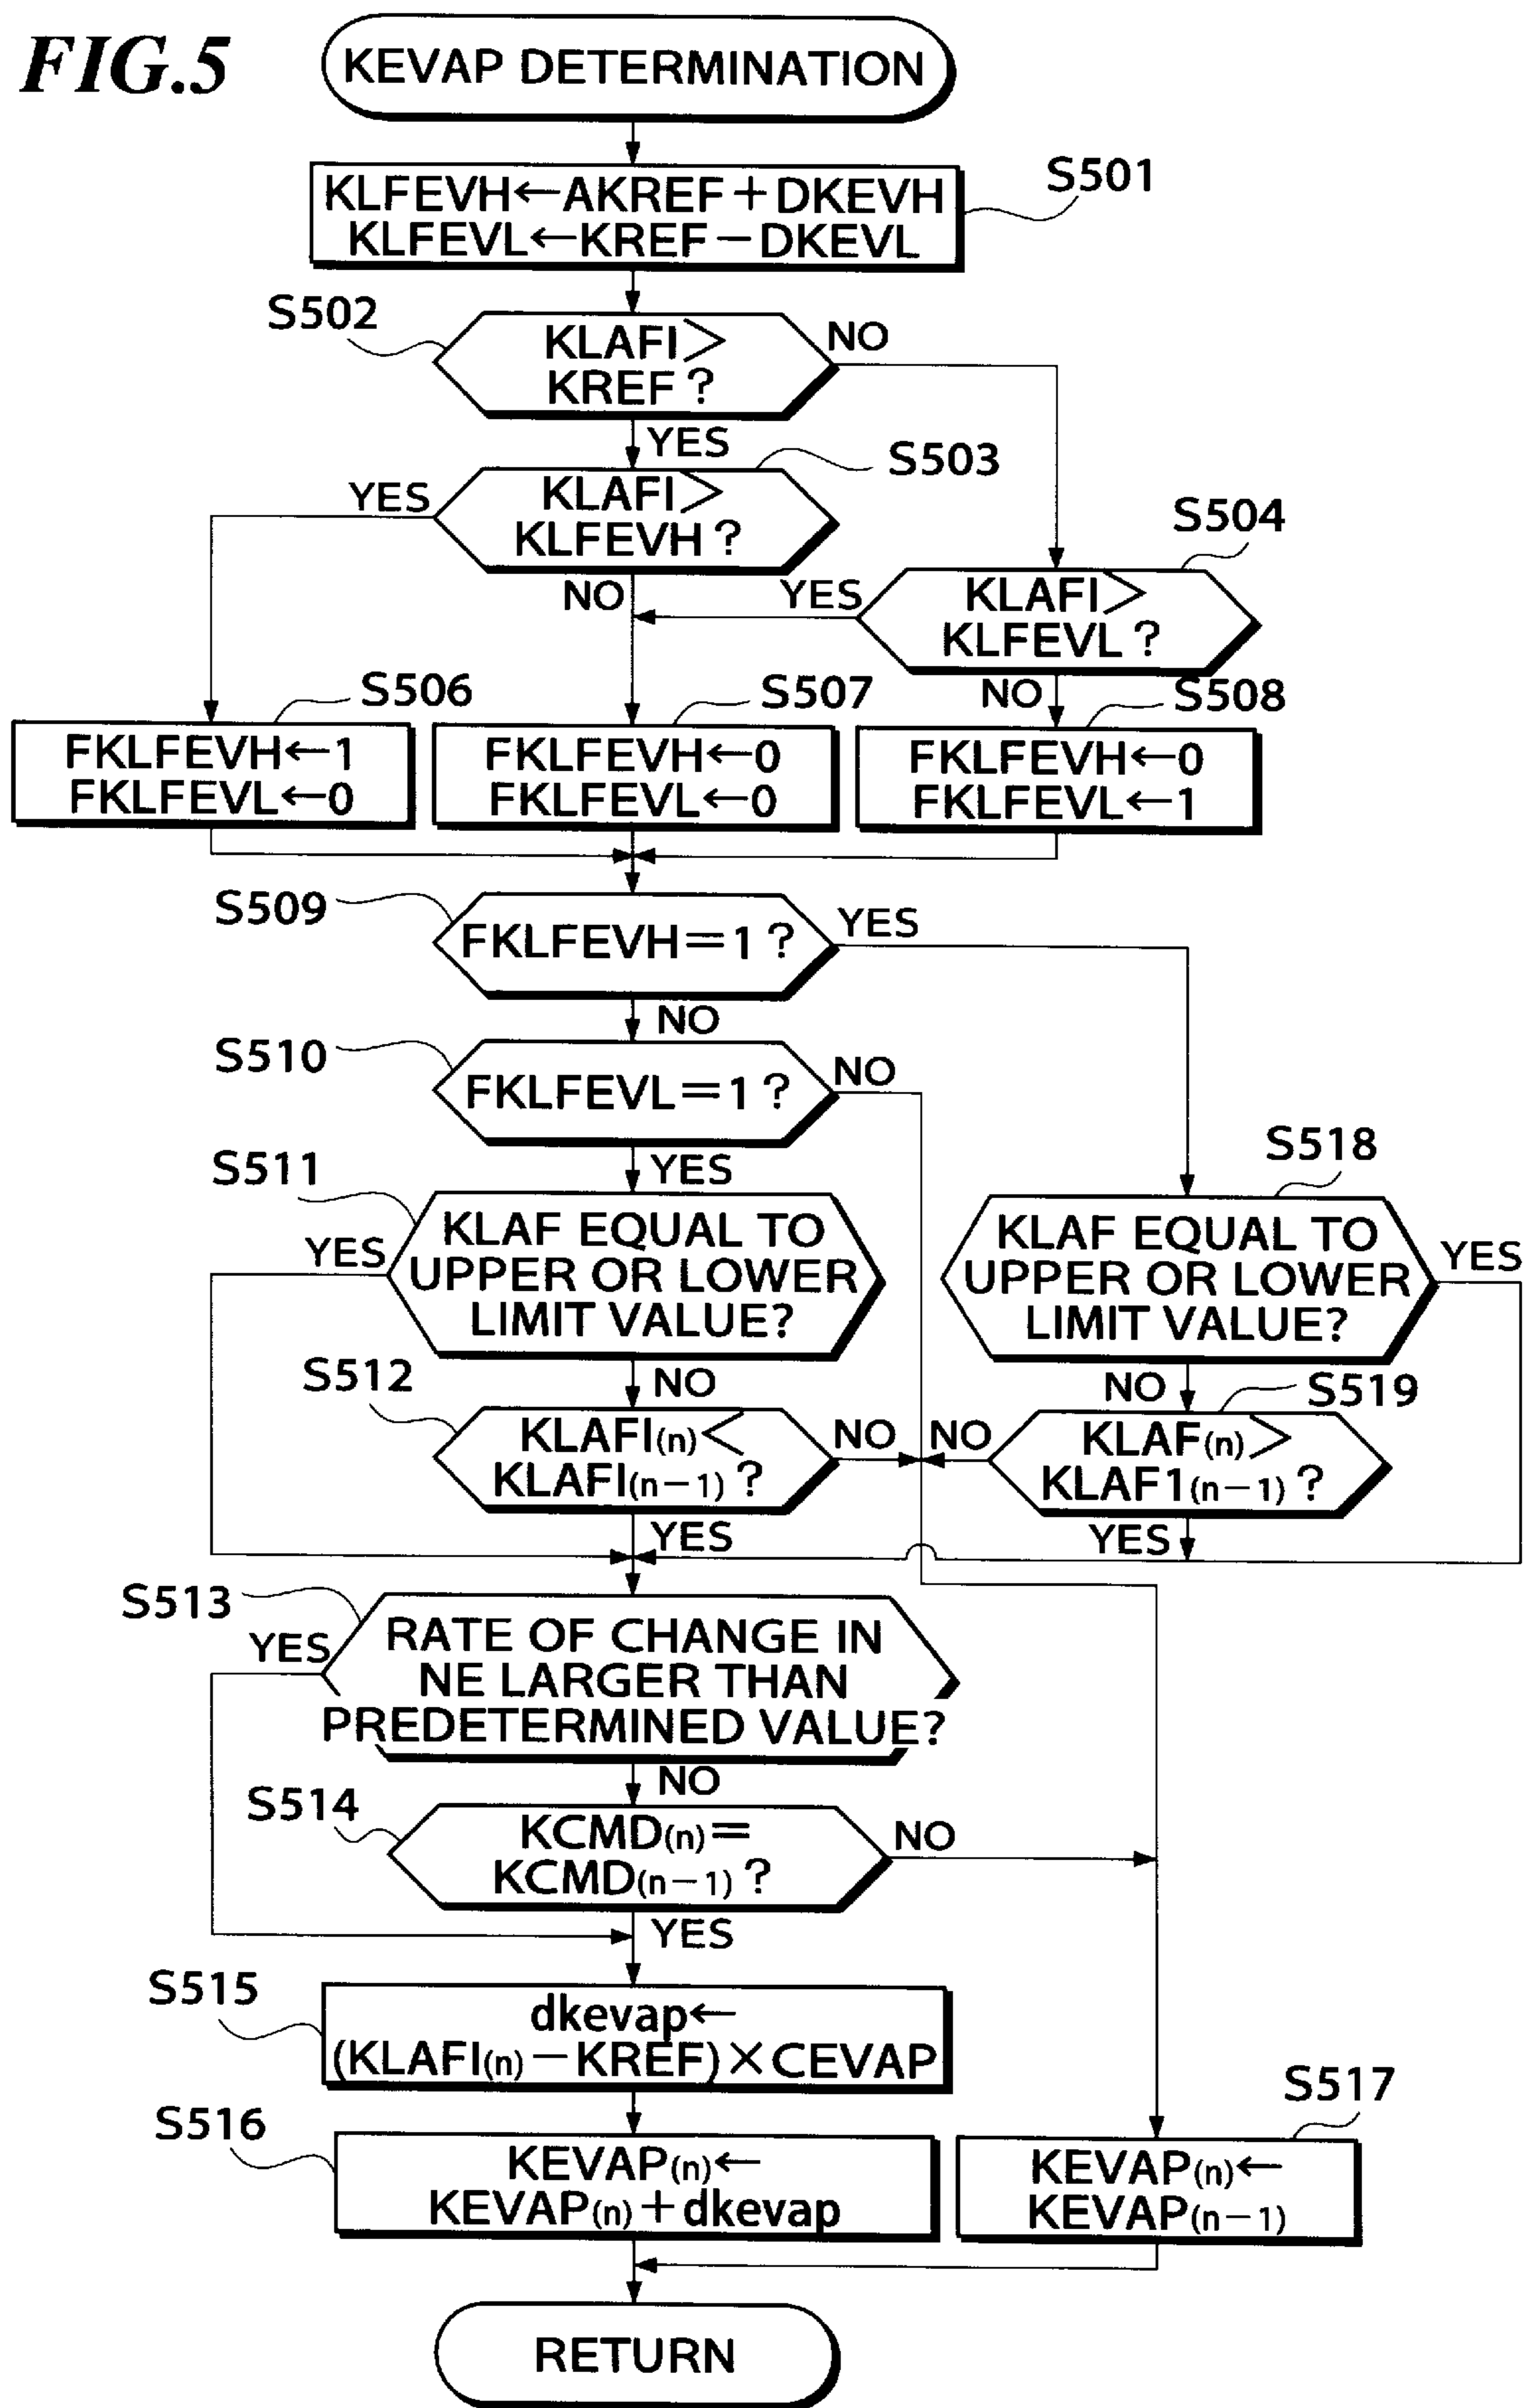 FIG.5
KEVAP DETERMINATION
KLFEVH←AKREF+DKEVH
KLFEVL←KREF−DKEVL
S501
S502
KLAFI>
KREF?
NO
YES
S503
YES
KLAFI>
KLFEVH?
NO
S504
YES
KLAFI>
KLFEVL?
NO
S506
FKLFEVH←1
FKLFEVL←0
S507
FKLFEVH←0
FKLFEVL←0
S508
FKLFEVH←0
FKLFEVL←1
S509
FKLFEVH=1?
YES
NO
S510
FKLFEVL=1?
NO
YES
S511
YES
KLAF EQUAL TO
UPPER OR LOWER
LIMIT VALUE?
NO
S518
KLAF EQUAL TO
UPPER OR LOWER
LIMIT VALUE?
YES
NO
S512
KLAFI(n)<
KLAFI(n−1)?
NO
YES
S519
NO
KLAF(n)>
KLAF1(n−1)?
YES
S513
YES
RATE OF CHANGE IN
NE LARGER THAN
PREDETERMINED VALUE?
NO
S514
KCMD(n)=
KCMD(n−1)?
NO
YES
S515
dkevap←
(KLAFI(n)−KREF)×CEVAP
S516
KEVAP(n)←
KEVAP(n)+dkevap
S517
KEVAP(n)←
KEVAP(n−1)
RETURN